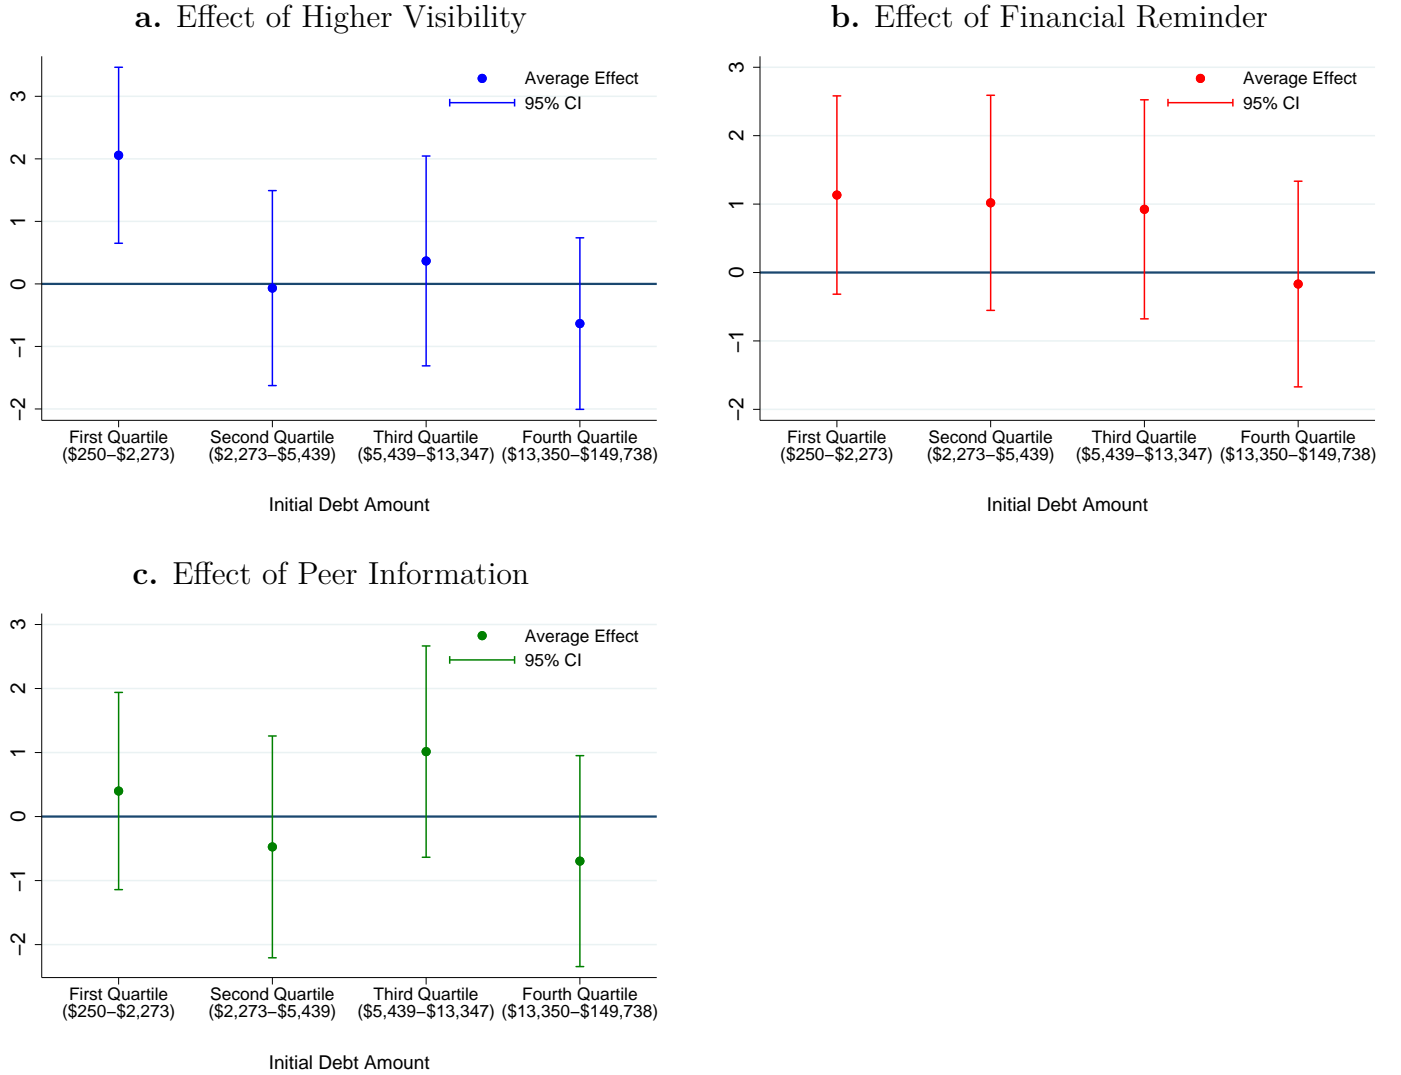 a. Effect of Higher Visibility
3
2
1
0
−1
−2
Average Effect
95% CI
First Quartile
($250−$2,273)
Second Quartile
($2,273−$5,439)
Third Quartile
($5,439−$13,347)
Fourth Quartile
($13,350−$149,738)
Initial Debt Amount
b. Effect of Financial Reminder
3
2
1
0
−1
−2
Average Effect
95% CI
First Quartile
($250−$2,273)
Second Quartile
($2,273−$5,439)
Third Quartile
($5,439−$13,347)
Fourth Quartile
($13,350−$149,738)
Initial Debt Amount
c. Effect of Peer Information
3
2
1
0
−1
−2
Average Effect
95% CI
First Quartile
($250−$2,273)
Second Quartile
($2,273−$5,439)
Third Quartile
($5,439−$13,347)
Fourth Quartile
($13,350−$149,738)
Initial Debt Amount